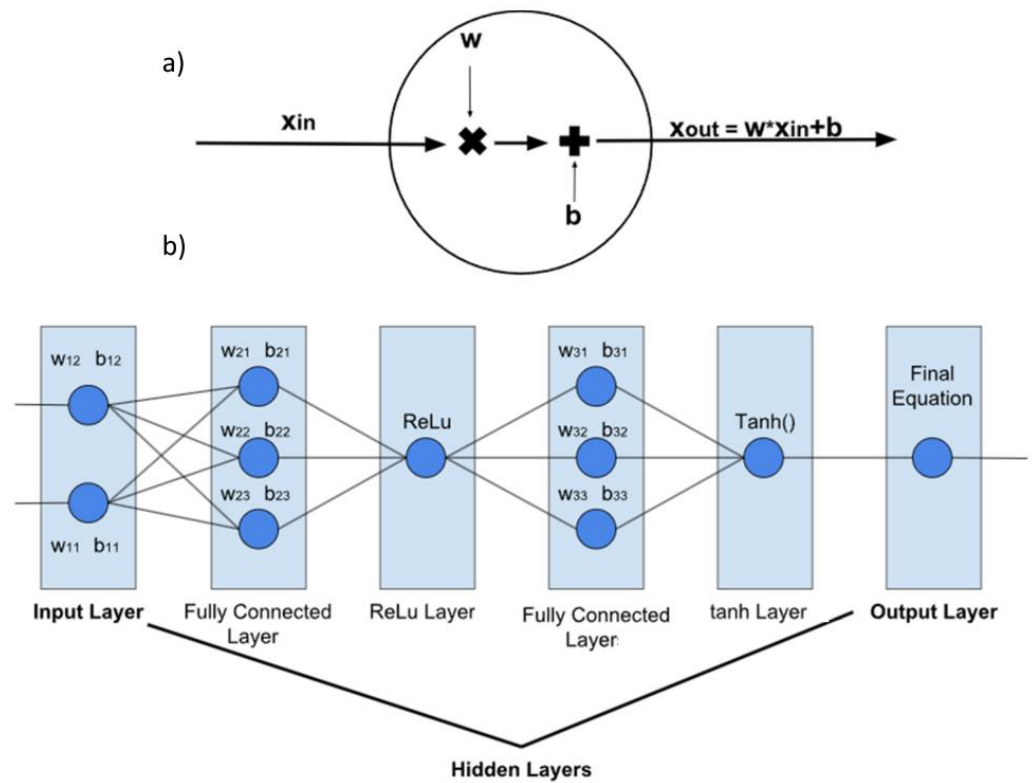 a)
w
xin
xout = w*xin+b
b
b)
w12 b12
w21 b21
w31 b31
Final
Equation
ReLu
Tanh()
w22 b22
w32 b32
w23 b23
w33 b33
w11 b11
Input Layer
Fully Connected
Layer
ReLu Layer
Fully Connected
Layer
tanh Layer
Output Layer
Hidden Layers